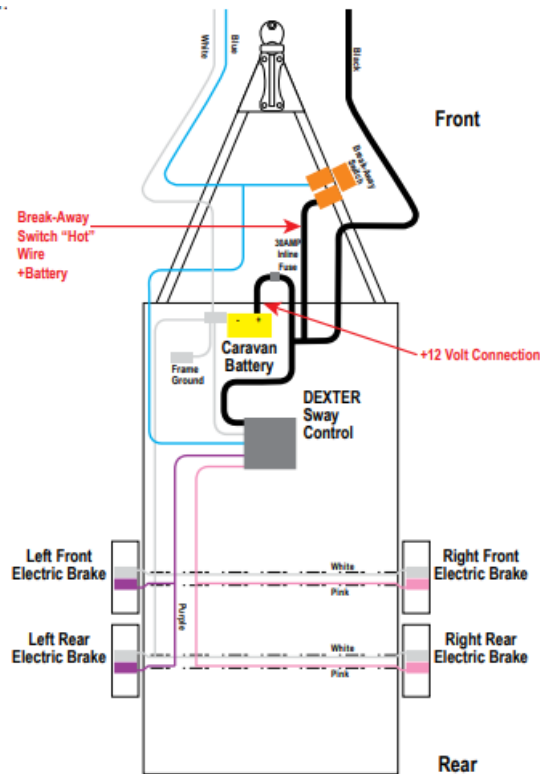 White
Blue
Black
Front
Break-Away
Switch
Break-Away
Switch “Hot”
Wire
+Battery
30AMP
Inline
Fuse
- +
Caravan
Battery
+12 Volt Connection
Frame
Ground
DEXTER
Sway
Control
Left Front
Electric Brake
White
Pink
Right Front
Electric Brake
Purple
Left Rear
Electric Brake
White
Pink
Right Rear
Electric Brake
Rear